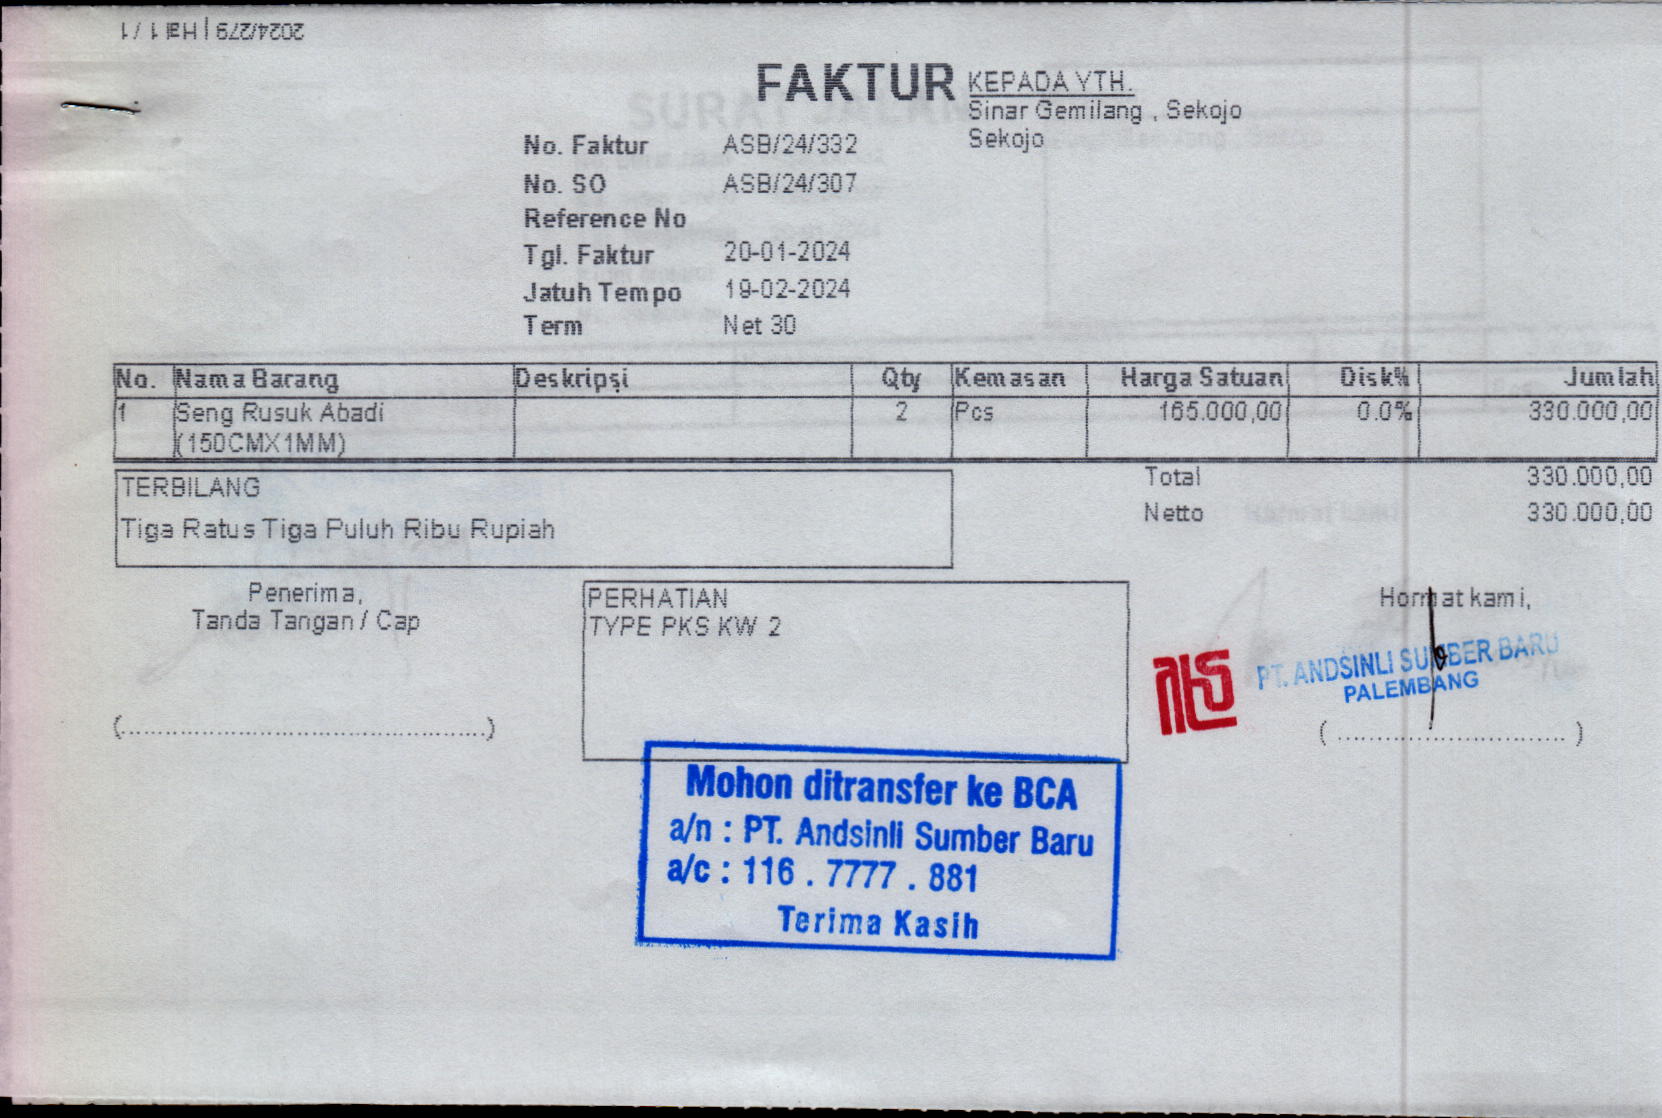 2024/279 | Hal 1 / 1
FAKTUR
KEPADA YTH.
Sinar Gemilang , Sekojo
Sekojo
No. Faktur ASB/24/332
No. SO ASB/24/307
Reference No
Tgl. Faktur 20-01-2024
Jatuh Tempo 19-02-2024
Term Net 30
No. Nama Barang Deskripsi Qty Kemasan Harga Satuan Disk% Jumlah
1 Seng Rusuk Abadi 2 Pcs 165.000,00 0.0% 330.000,00
(150CMX1MM)
Total 330.000,00
Netto 330.000,00
TERBILANG
Tiga Ratus Tiga Puluh Ribu Rupiah
Penerima,
Tanda Tangan / Cap
(..............................................)
PERHATIAN
TYPE PKS KW 2
Hormat kami,
PT. ANDSINLI SUMBER BARU
PALEMBANG
( ............................. )
Mohon ditransfer ke BCA
a/n : PT. Andsinli Sumber Baru
a/c : 116 . 7777 . 881
Terima Kasih